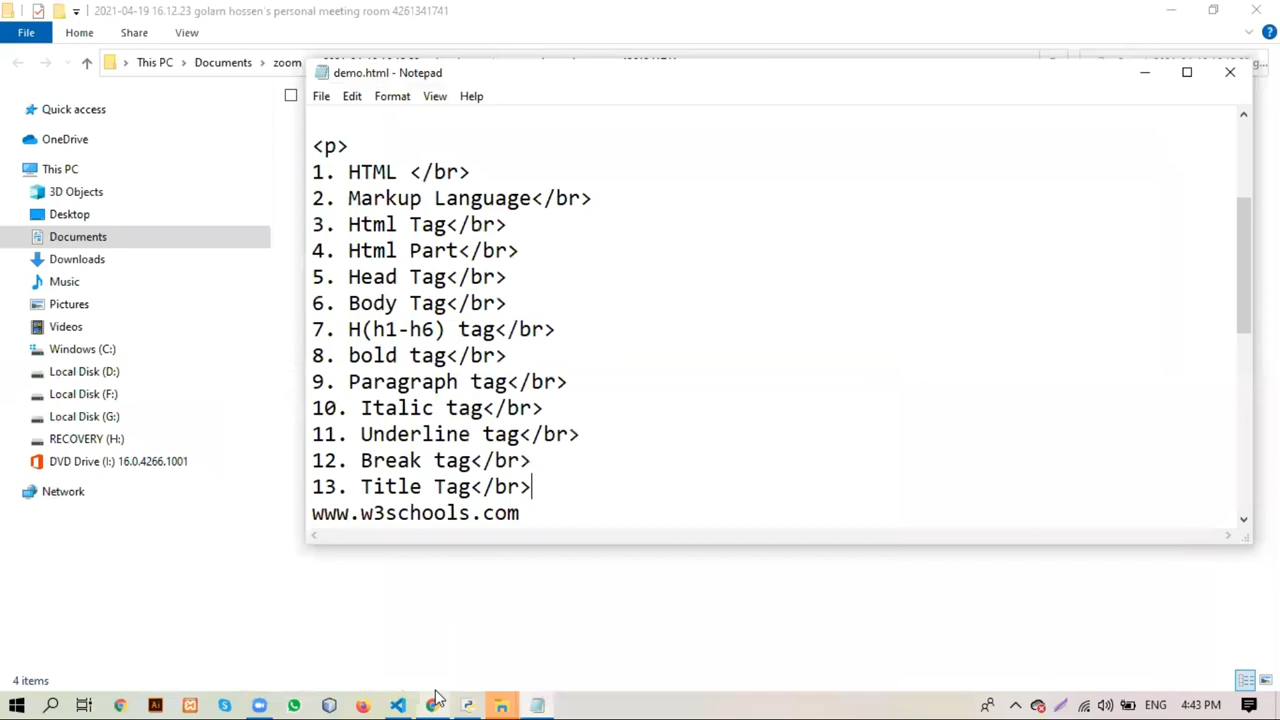 2021-04-19 16.12.23 golam hossen's personal meeting room 4261341741
File Home Share View
This PC Documents zoom
demo.html - Notepad
File Edit Format View Help
Quick access
OneDrive
This PC
3D Objects
Desktop
Documents
Downloads
Music
Pictures
Videos
Windows (C:)
Local Disk (D:)
Local Disk (F:)
Local Disk (G:)
RECOVERY (H:)
DVD Drive (I:) 16.0.4266.1001
Network
<p>
1. HTML </br>
2. Markup Language</br>
3. Html Tag</br>
4. Html Part</br>
5. Head Tag</br>
6. Body Tag</br>
7. H(h1-h6) tag</br>
8. bold tag</br>
9. Paragraph tag</br>
10. Italic tag</br>
11. Underline tag</br>
12. Break tag</br>
13. Title Tag</br>
www.w3schools.com
4 items
ENG 4:43 PM